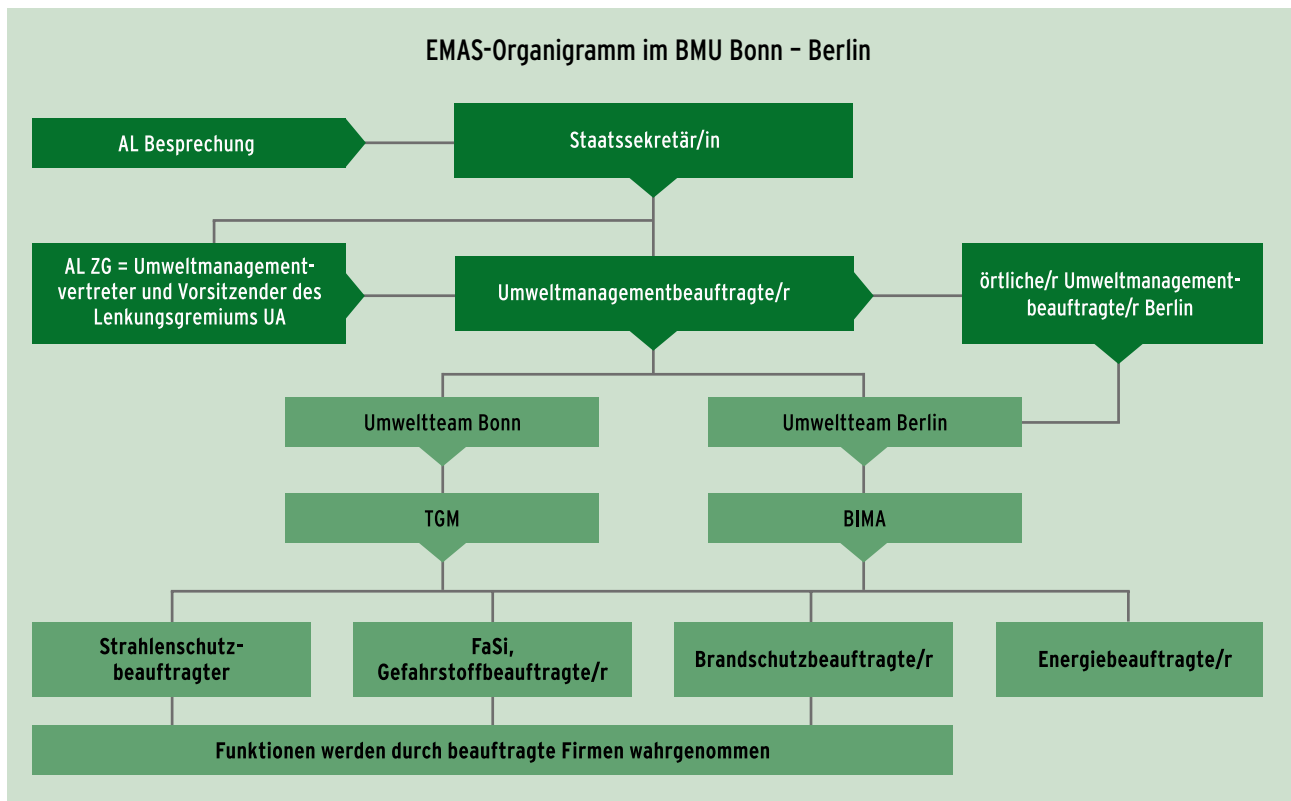 EMAS-Organigramm im BMU Bonn – Berlin
AL Besprechung
Staatssekretär/in
AL ZG = Umweltmanagement-
vertreter und Vorsitzender des
Lenkungsgremiums UA
Umweltmanagementbeauftragte/r
örtliche/r Umweltmanagement-
beauftragte/r Berlin
Umweltteam Bonn
Umweltteam Berlin
TGM
BIMA
Strahlenschutz-
beauftragter
FaSi,
Gefahrstoffbeauftragte/r
Brandschutzbeauftragte/r
Energiebeauftragte/r
Funktionen werden durch beauftragte Firmen wahrgenommen